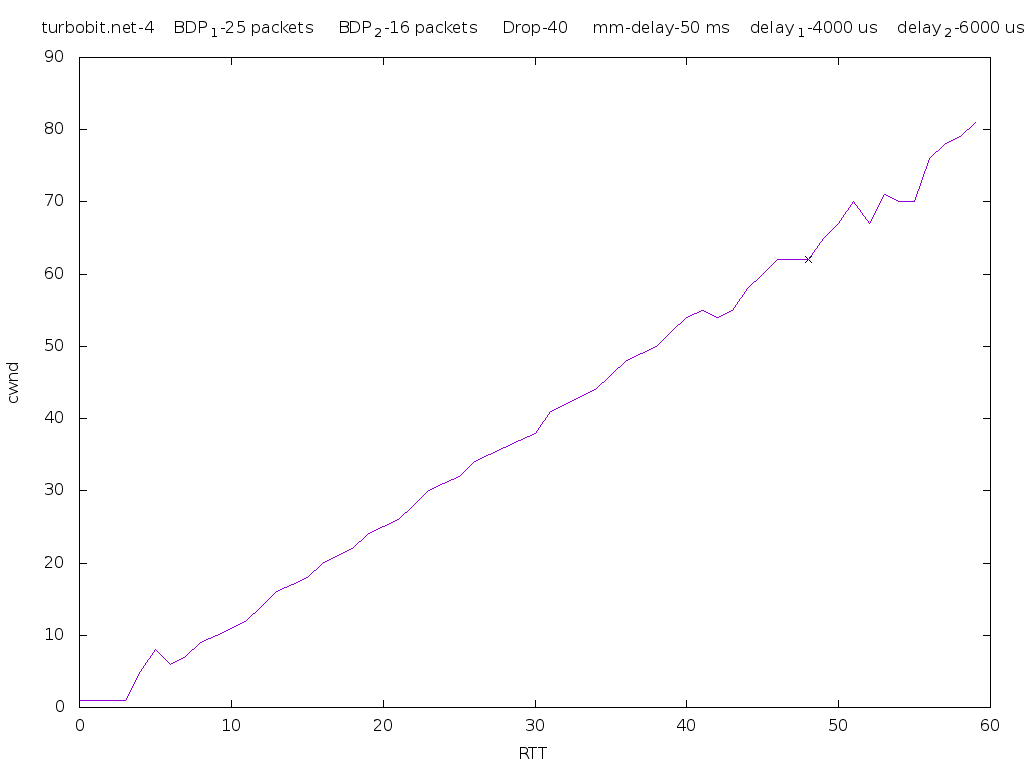 turbobit.net-4 BDP1-25 packets BDP2-16 packets Drop-40 mm-delay-50 ms delay1-4000 us delay2-6000 us
90
80
70
60
50
40
30
20
10
0
cwnd
0 10 20 30 40 50 60
RTT